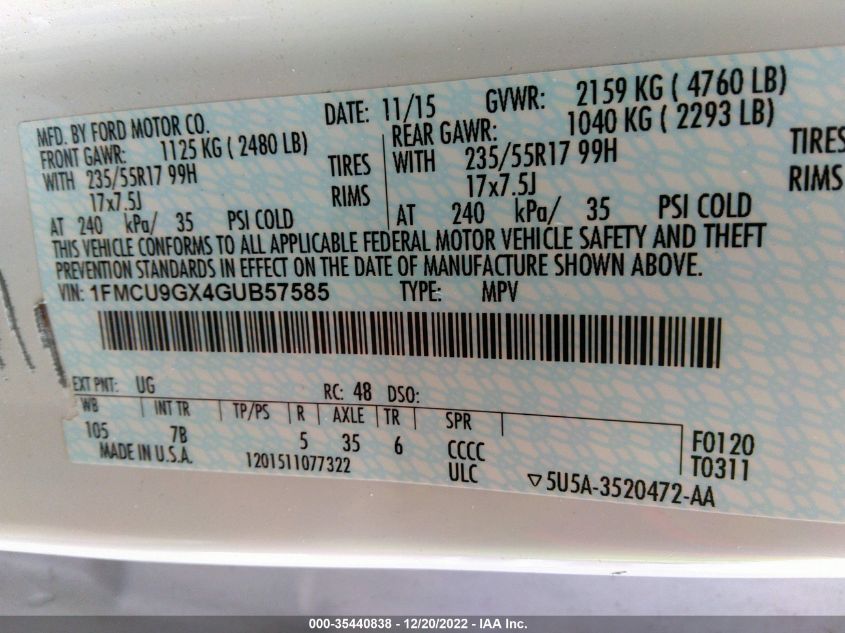 MFD. BY FORD MOTOR CO. DATE: 11/15 GVWR: 2159 KG ( 4760 LB)
FRONT GAWR: 1125 KG ( 2480 LB) REAR GAWR: 1040 KG ( 2293 LB)
WITH 235/55R17 99H TIRES WITH 235/55R17 99H TIRES
17x7.5J RIMS 17x7.5J RIMS
AT 240 kPa/ 35 PSI COLD AT 240 kPa/ 35 PSI COLD
THIS VEHICLE CONFORMS TO ALL APPLICABLE FEDERAL MOTOR VEHICLE SAFETY AND THEFT
PREVENTION STANDARDS IN EFFECT ON THE DATE OF MANUFACTURE SHOWN ABOVE.
VIN: 1FMCU9GX4GUB57585 TYPE: MPV
EXT PNT: UG RC: 48 DSO:
WB INT TR TP/PS R AXLE TR SPR
105 7B 5 35 6 CCCC F0120
MADE IN U.S.A. 1201511077322 ULC T0311
▽5U5A-3520472-AA
000-35440838 - 12/20/2022 - IAA Inc.